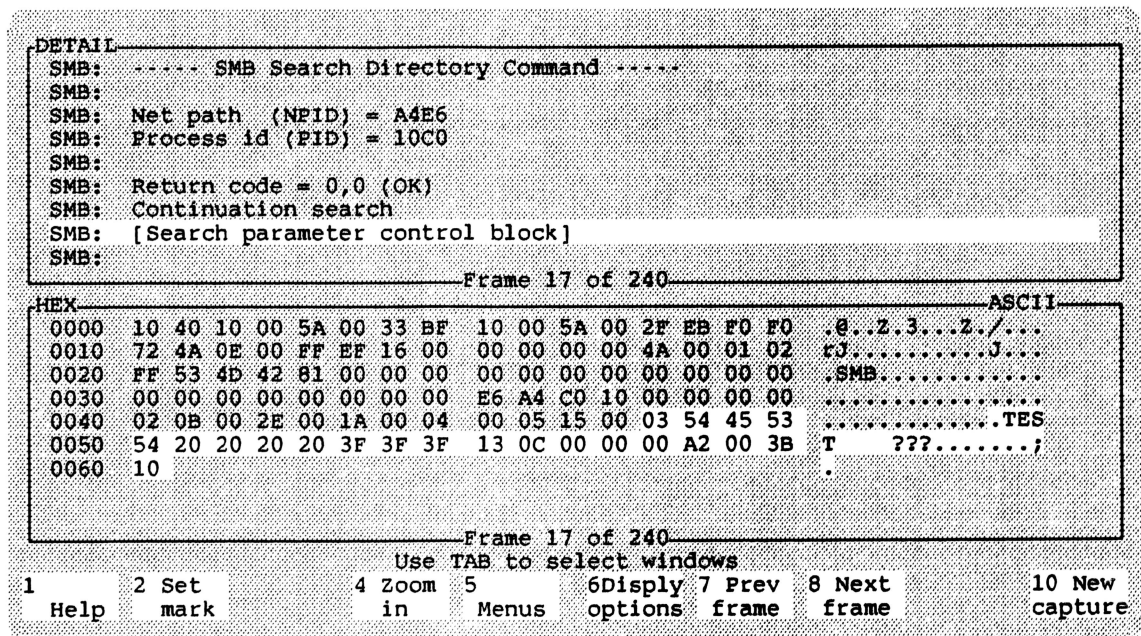 DETAIL
SMB: ----- SMB Search Directory Command -----
SMB:
SMB: Net path (NPID) = A4E6
SMB: Process id (PID) = 10C0
SMB:
SMB: Return code = 0,0 (OK)
SMB: Continuation search
SMB: [Search parameter control block]
SMB:
Frame 17 of 240
HEX ASCII
0000 10 40 10 00 5A 00 33 BF 10 00 5A 00 2F EB F0 F0 .@..Z.3...Z./...
0010 72 4A 0E 00 FF EF 16 00 00 00 00 00 4A 00 01 02 rJ..........J...
0020 FF 53 4D 42 81 00 00 00 00 00 00 00 00 00 00 00 .SMB............
0030 00 00 00 00 00 00 00 00 E6 A4 C0 10 00 00 00 00 ................
0040 02 0B 00 2E 00 1A 00 04 00 05 15 00 03 54 45 53 .............TES
0050 54 20 20 20 20 3F 3F 3F 13 0C 00 00 00 A2 00 3B T    ???.......;
0060 10 .
Frame 17 of 240
Use TAB to select windows
1 Help 2 Set mark 4 Zoom in 5 Menus 6Disply options 7 Prev frame 8 Next frame 10 New capture